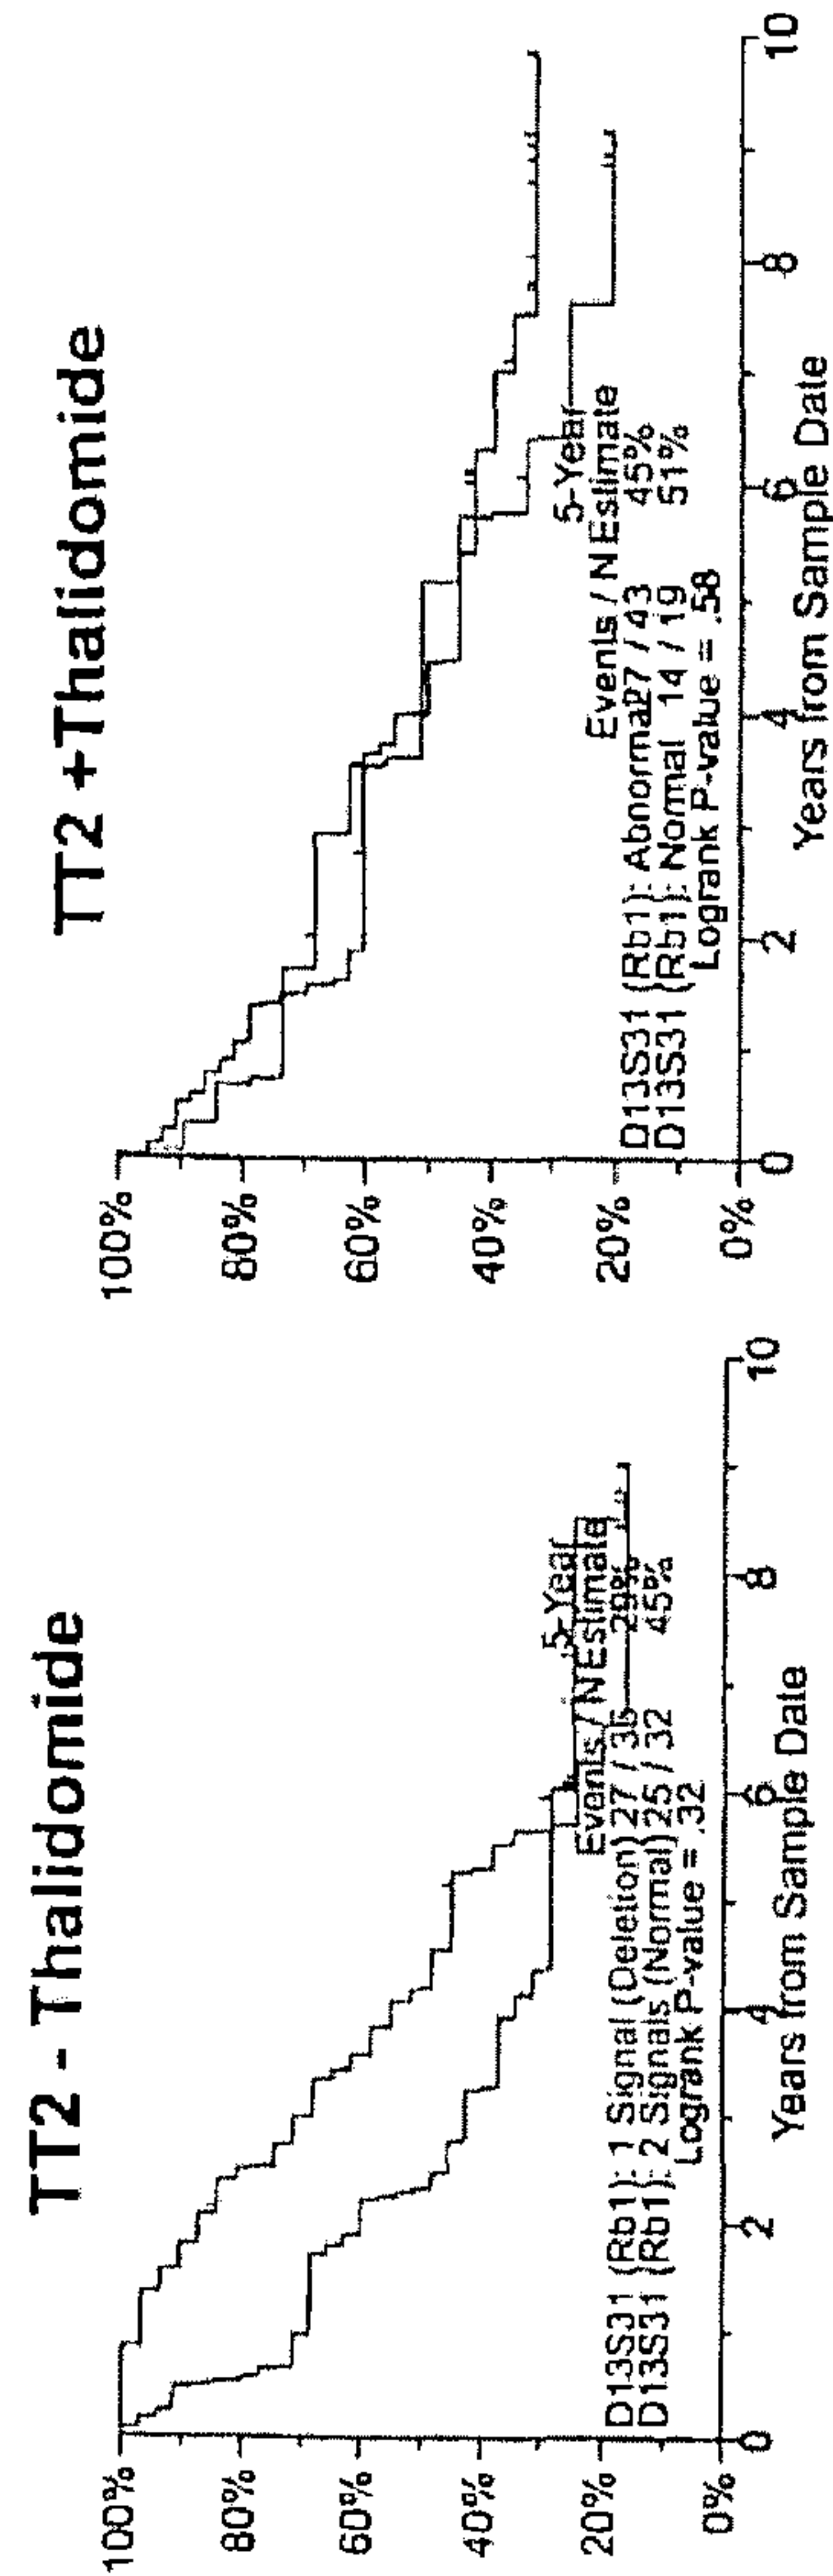 TT2 - Thalidomide
100%
80%
60%
40%
20%
0%
5-Year
Events / N Estimate
D13S31 (Rb1): 1 Signal (Deletion) 27 / 36 29%
D13S31 (Rb1): 2 Signals (Normal) 25 / 32 45%
Logrank P-value = .32
0 2 4 6 8 10
Years from Sample Date
TT2 +Thalidomide
100%
80%
60%
40%
20%
0%
5-Year
Events / N Estimate
D13S31 (Rb1): Abnormal 27 / 43 45%
D13S31 (Rb1): Normal 14 / 19 51%
Logrank P-value = .58
0 2 4 6 8 10
Years from Sample Date